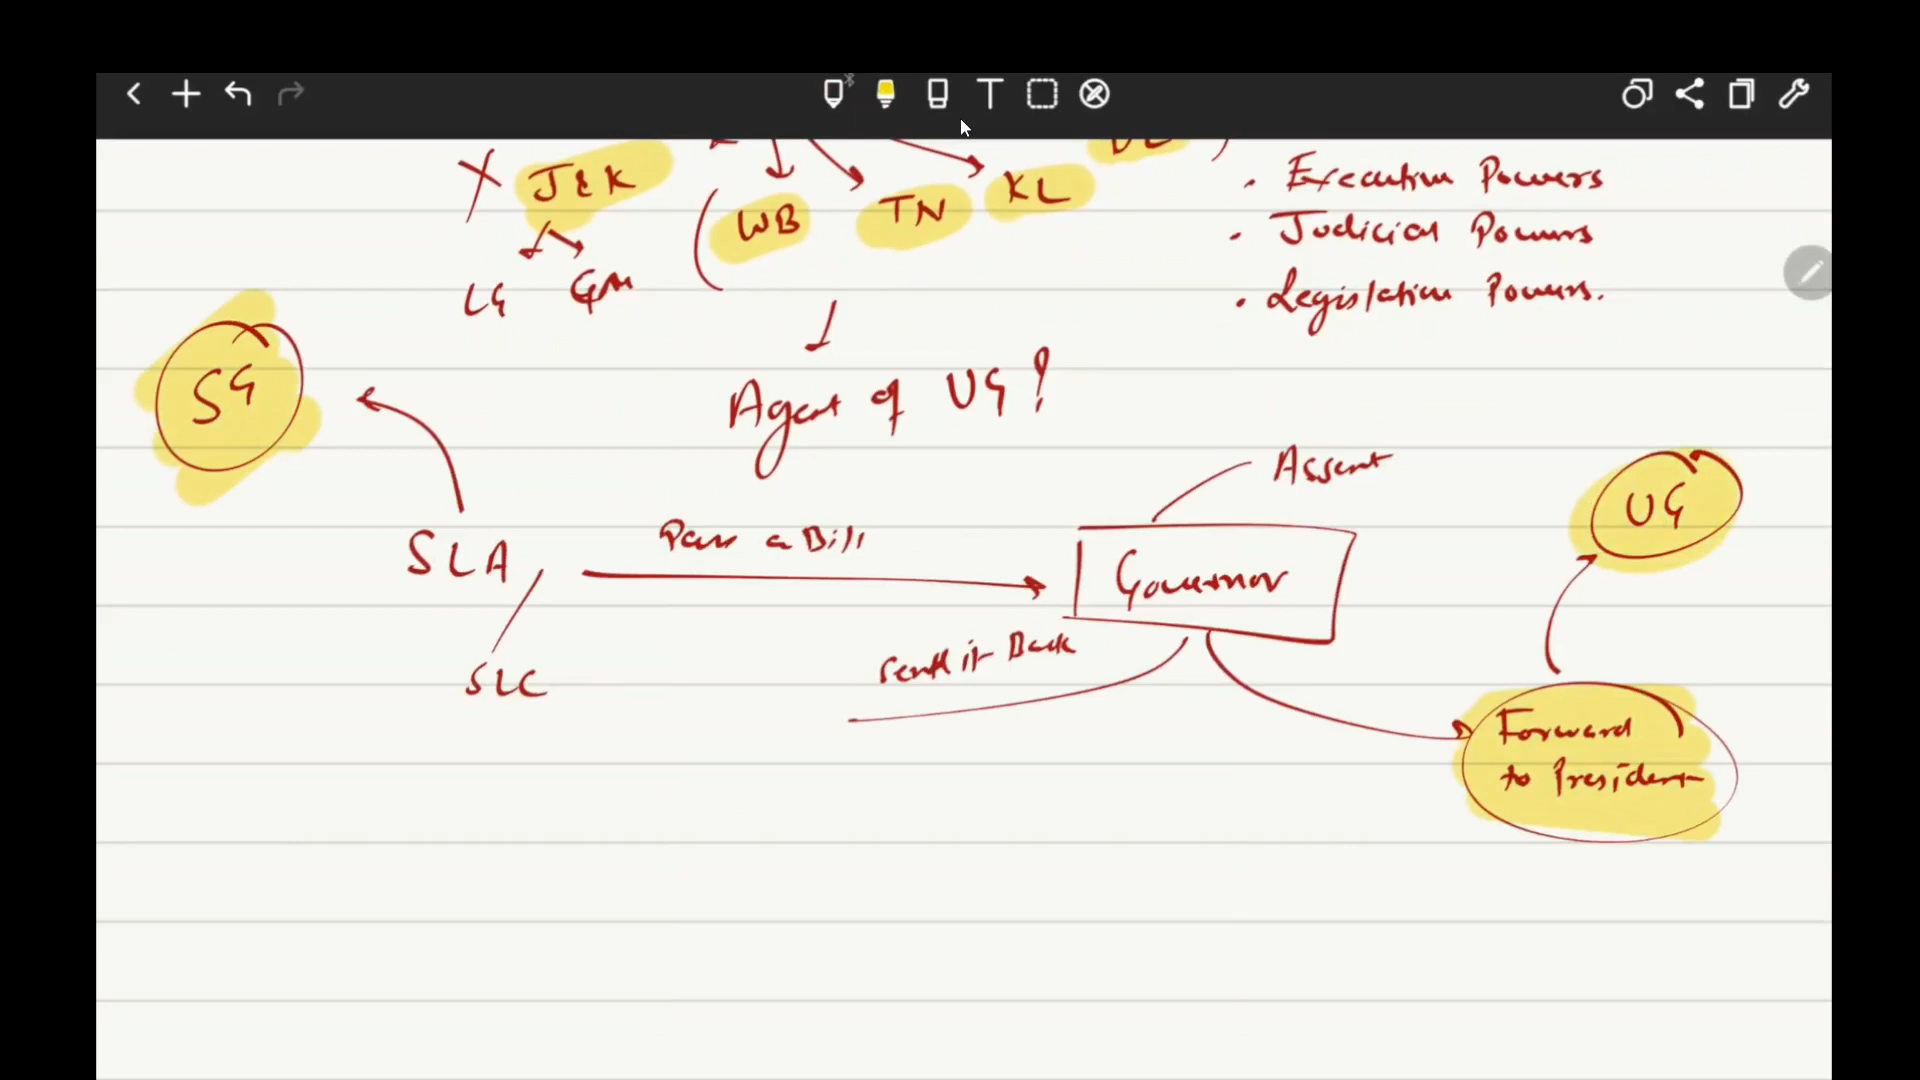 J&K
WB
TN
KL
. Executive Powers
. Judicial Powers
. Legislative Powers.
LG
SG
Agent of UG?
Assent
UG
SLA
Pass a Bill
Governor
SLC
Send it Back
Forward
to President